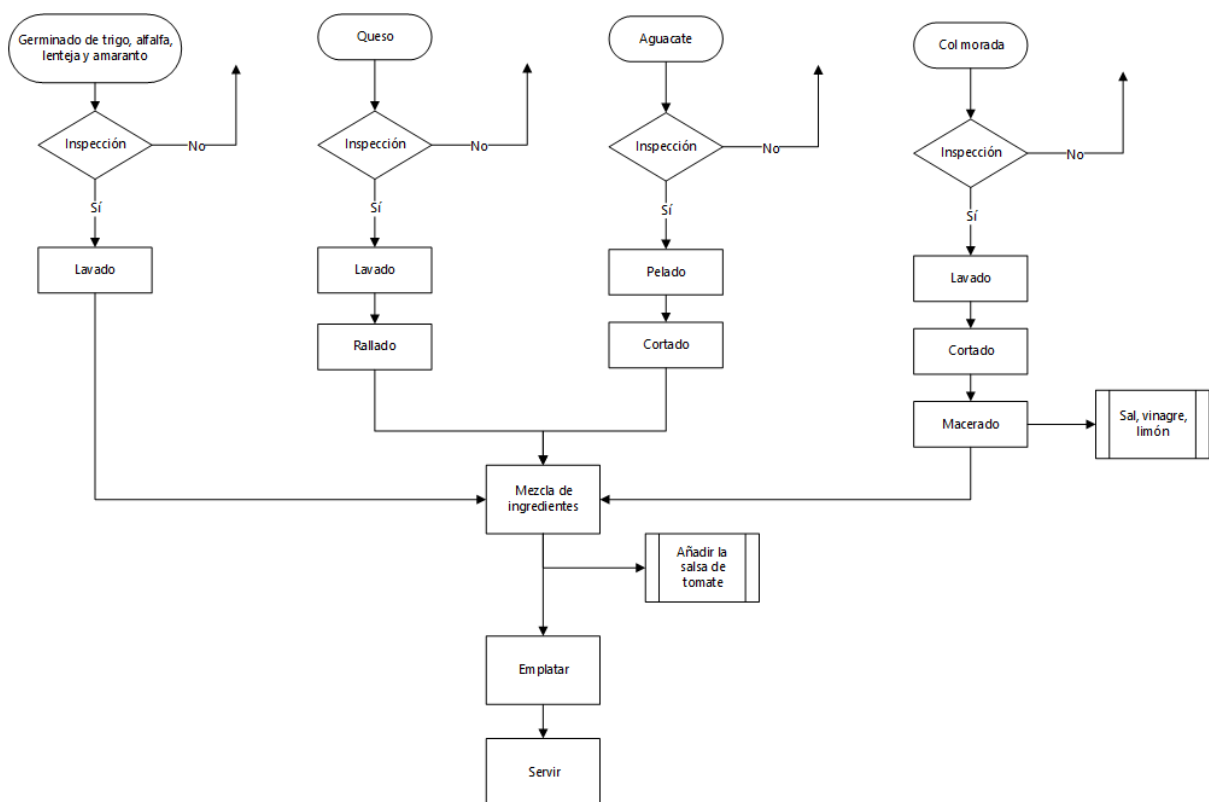 Germinado de trigo, alfalfa,
lenteja y amaranto
Queso
Aguacate
Col morada
Inspección
No
Inspección
No
Inspección
No
Inspección
No
Sí
Sí
Sí
Sí
Lavado
Lavado
Pelado
Lavado
Rallado
Cortado
Cortado
Macerado
Sal, vinagre,
limón
Mezcla de
ingredientes
Añadir la
salsa de
tomate
Emplatar
Servir